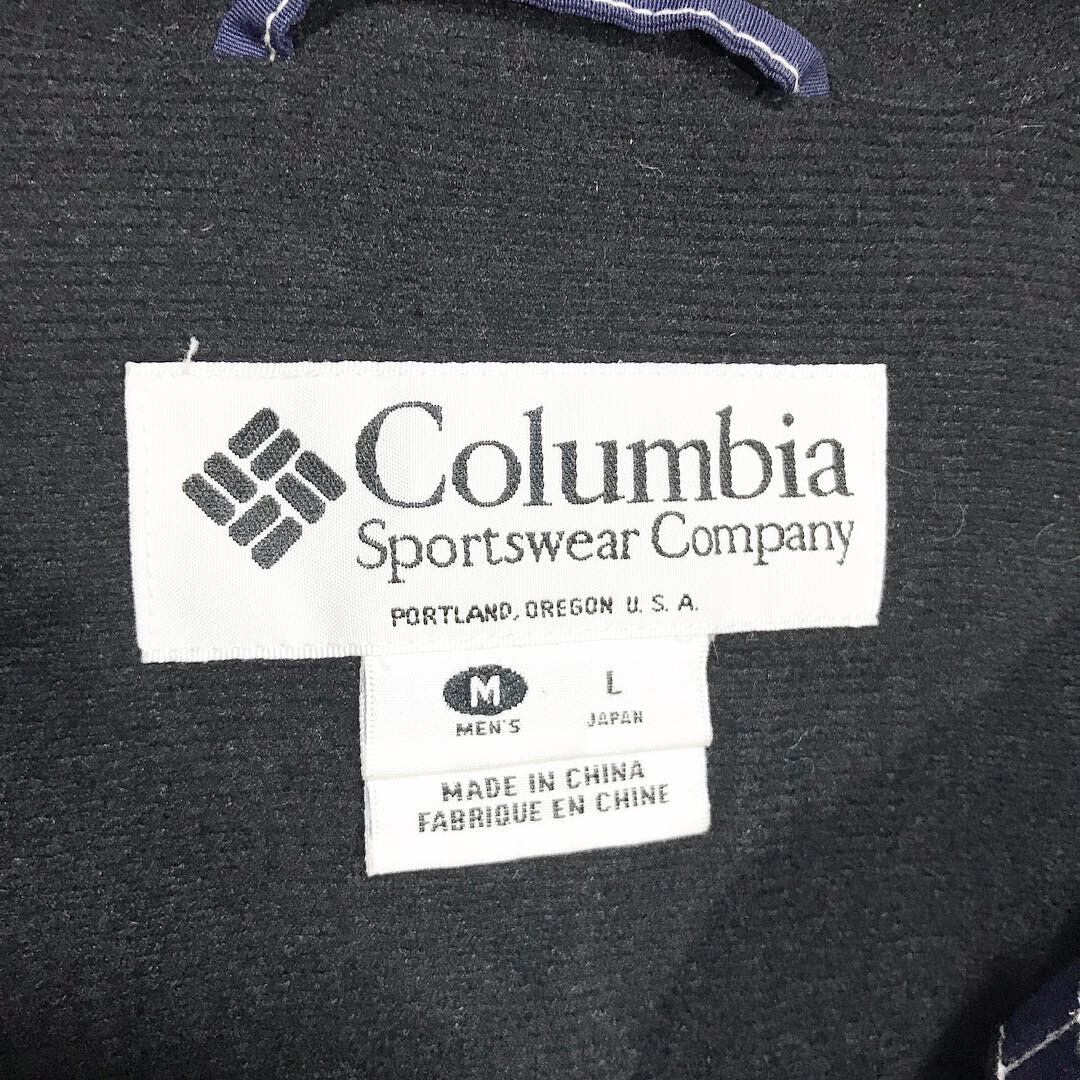 Columbia
Sportswear Company
PORTLAND, OREGON U. S. A.
M L
MEN'S JAPAN
MADE IN CHINA
FABRIQUE EN CHINE